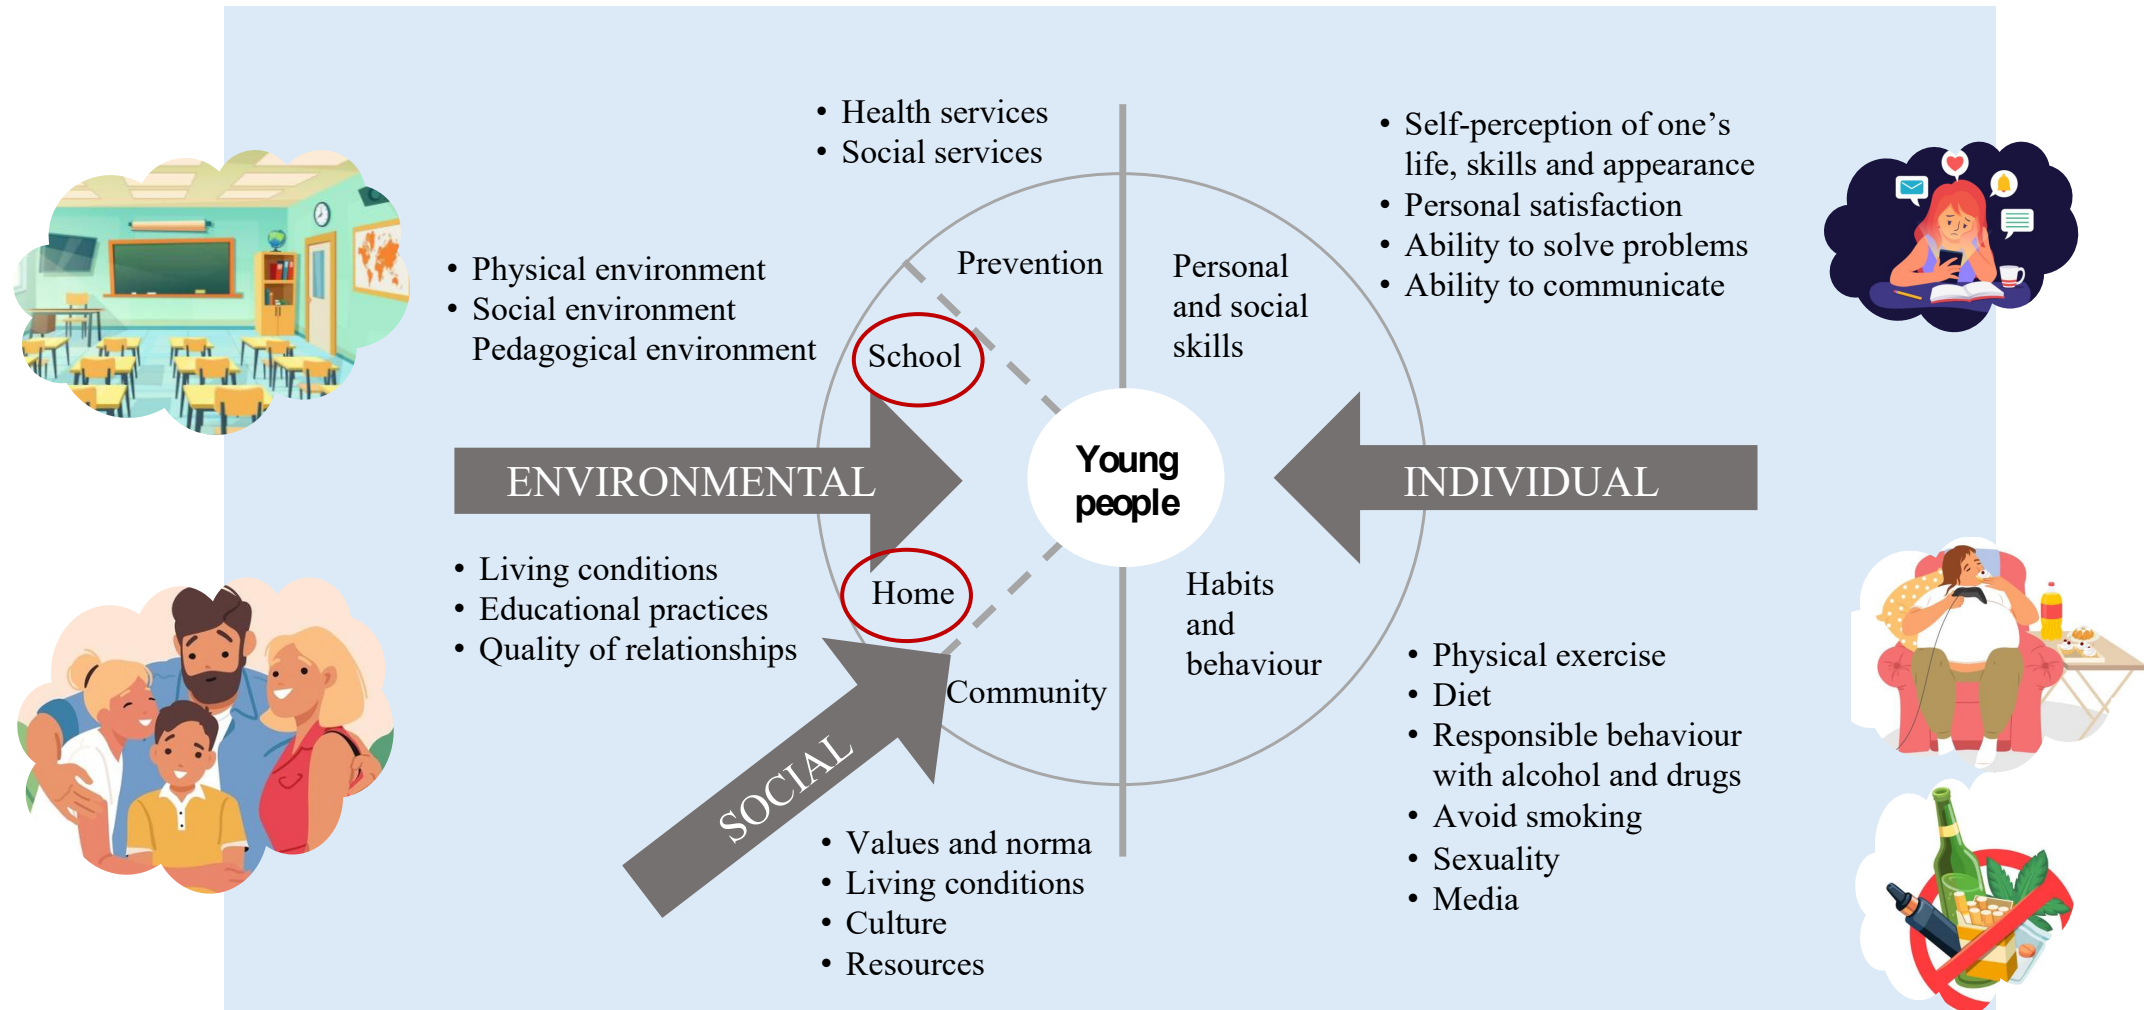 • Health services
• Social services
• Self-perception of one’s
life, skills and appearance
• Personal satisfaction
• Ability to solve problems
• Ability to communicate
• Physical environment
• Social environment
Pedagogical environment
Prevention
Personal
and social
skills
School
ENVIRONMENTAL
Young
people
INDIVIDUAL
• Living conditions
• Educational practices
• Quality of relationships
Home
Habits
and
behaviour
Community
SOCIAL
• Physical exercise
• Diet
• Responsible behaviour
with alcohol and drugs
• Avoid smoking
• Sexuality
• Media
• Values and norma
• Living conditions
• Culture
• Resources